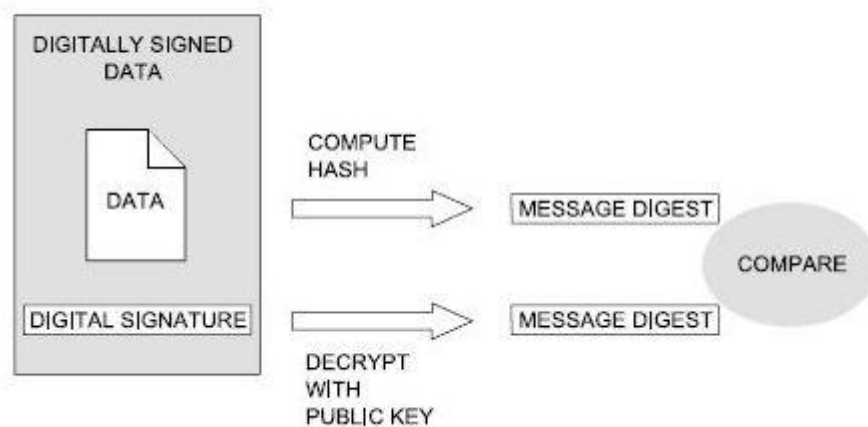 DIGITALLY SIGNED
DATA
DATA
DIGITAL SIGNATURE
COMPUTE
HASH
DECRYPT
WITH
PUBLIC KEY
MESSAGE DIGEST
MESSAGE DIGEST
COMPARE